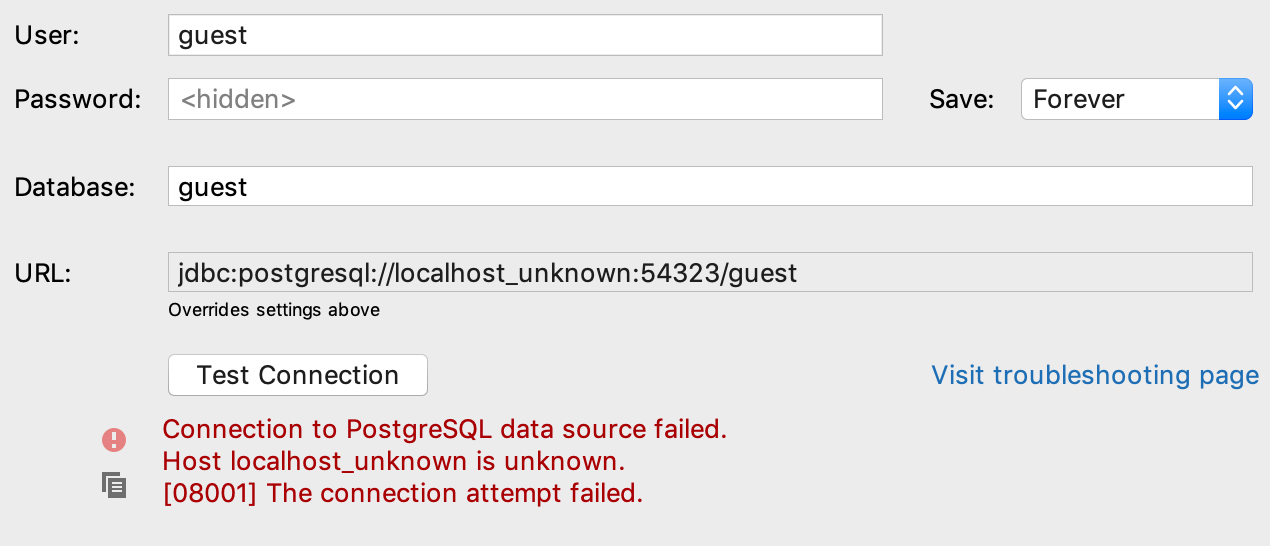 User: guest
Password: <hidden> Save: Forever
Database: guest
URL: jdbc:postgresql://localhost_unknown:54323/guest
Overrides settings above
Test Connection Visit troubleshooting page
Connection to PostgreSQL data source failed.
Host localhost_unknown is unknown.
[08001] The connection attempt failed.